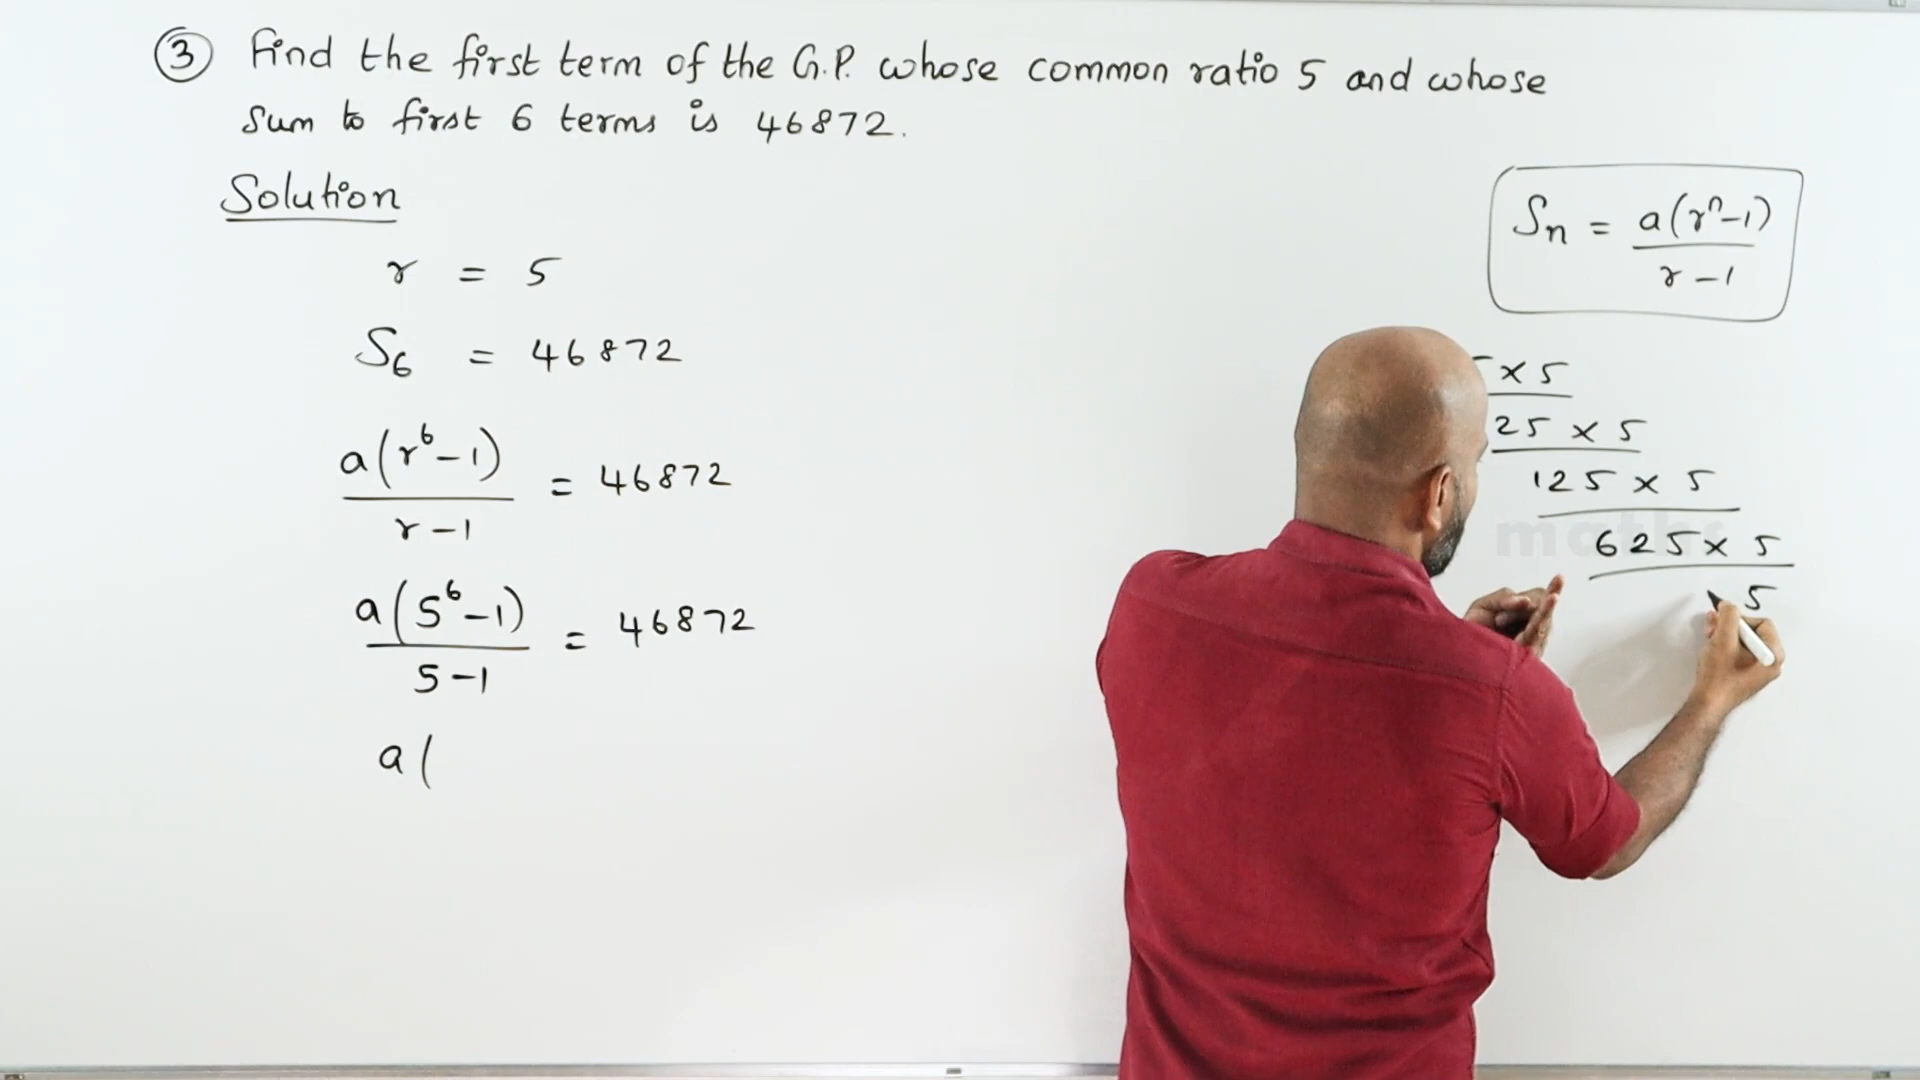 ③ Find the first term of the G.P. whose common ratio 5 and whose
sum to first 6 terms is 46872.
Solution
r = 5
S₆ = 46872
a(r⁶-1)/r-1 = 46872
a(5⁶-1)/5-1 = 46872
a(
Sₙ = a(rⁿ-1)/r-1
× 5
25 × 5
125 × 5
625 × 5
5